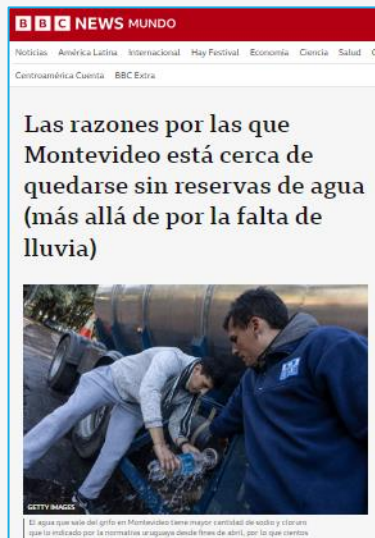 BBC NEWS MUNDO
Noticias América Latina Internacional Hay Festival Economía Ciencia Salud C
Centroamérica Cuenta BBC Extra
Las razones por las que
Montevideo está cerca de
quedarse sin reservas de agua
(más allá de por la falta de
lluvia)
GETTY IMAGES
El agua que sale del grifo en Montevideo tiene mayor cantidad de sodio y cloruro
que lo indicado por la normativa uruguaya desde fines de abril, por lo que cientos